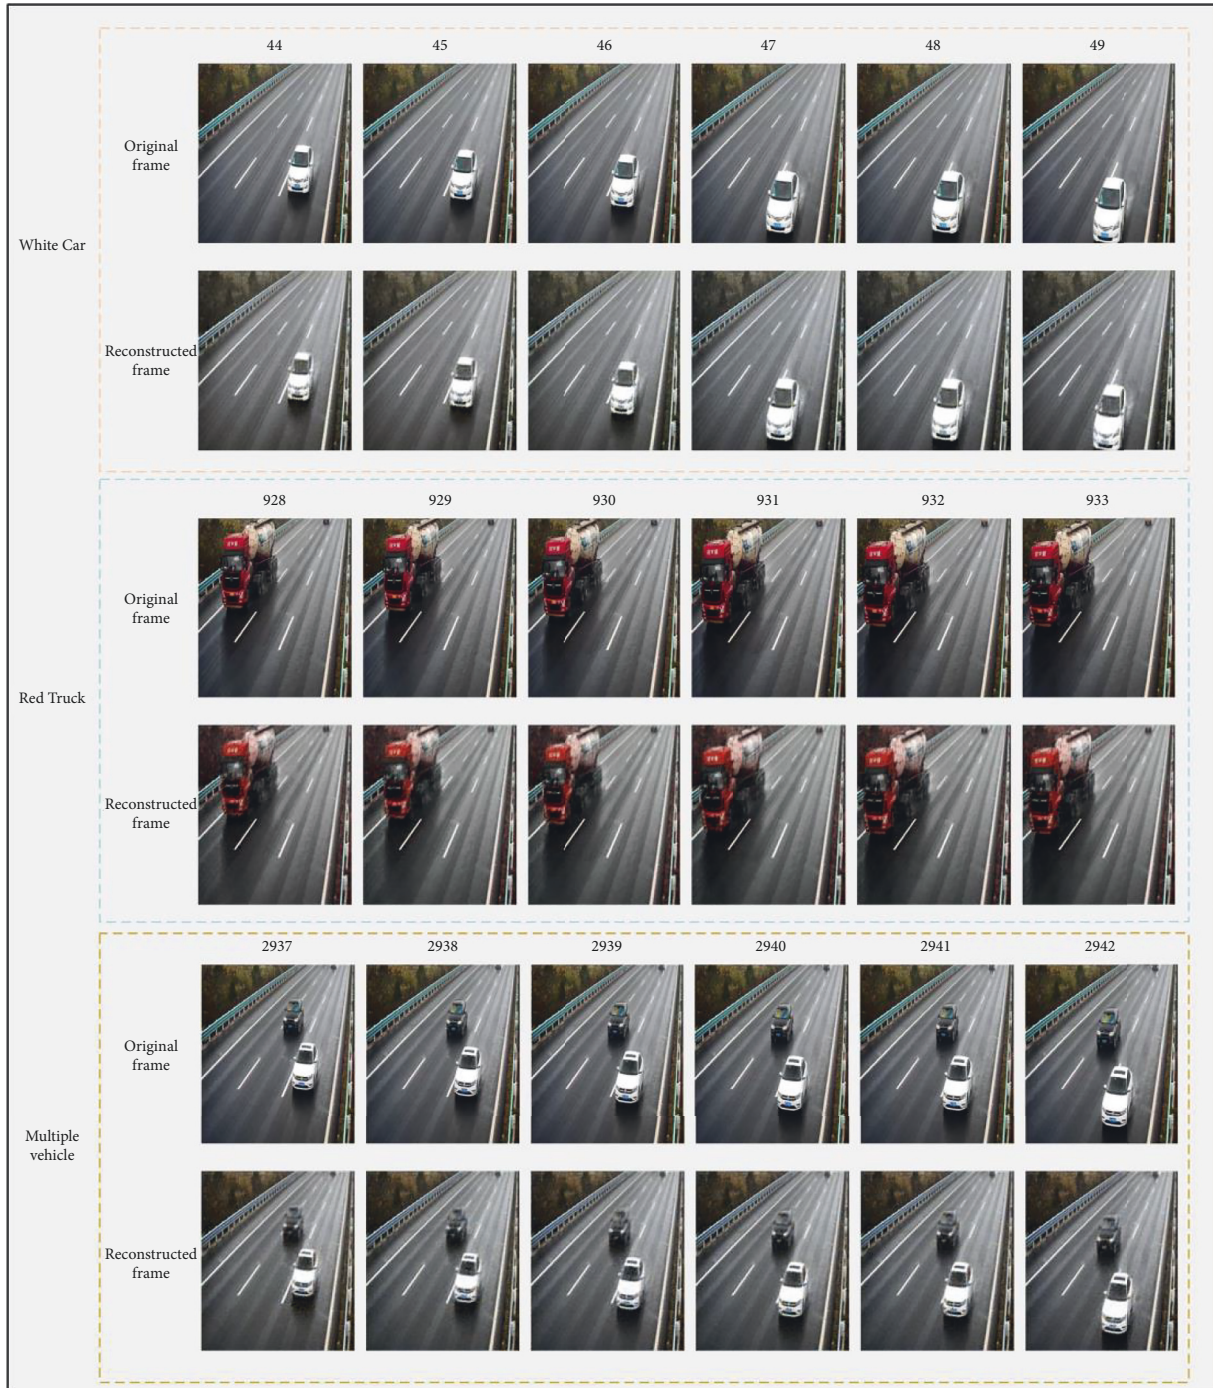 44 45 46 47 48 49
Original
frame
White Car
Reconstructed
frame
928 929 930 931 932 933
Original
frame
Red Truck
Reconstructed
frame
2937 2938 2939 2940 2941 2942
Original
frame
Multiple
vehicle
Reconstructed
frame